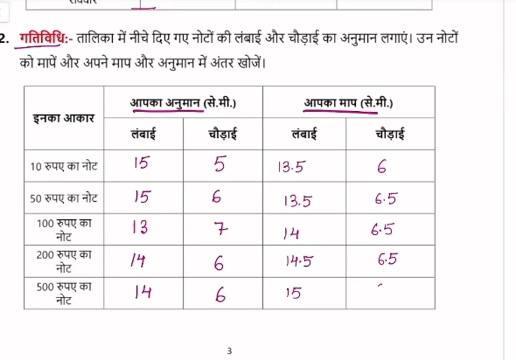 2. गतिविधि:- तालिका में नीचे दिए गए नोटों की लंबाई और चौड़ाई का अनुमान लगाएं। उन नोटों
को मापें और अपने माप और अनुमान में अंतर खोजें।
इनका आकार आपका अनुमान (से.मी.) आपका माप (से.मी.)
लंबाई चौड़ाई लंबाई चौड़ाई
10 रुपए का नोट 15 5 13.5 6
50 रुपए का नोट 15 6 13.5 6.5
100 रुपए का नोट 13 7 14 6.5
200 रुपए का नोट 14 6 14.5 6.5
500 रुपए का नोट 14 6 15
3